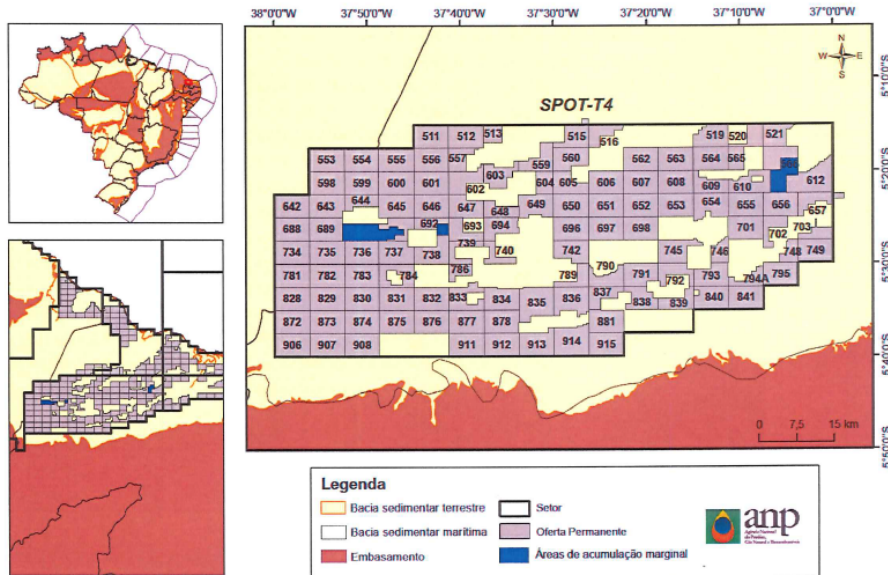 38°0'0"W 37°50'0"W 37°40'0"W 37°30'0"W 37°20'0"W 37°10'0"W 37°0'0"W
N
W E
S
5°10'0"S
5°20'0"S
5°30'0"S
5°40'0"S
5°50'0"S
SPOT-T4
511 512 513 515 516 519 520 521
553 554 555 556 557 559 560 562 563 564 565
598 599 600 601 602 603 604 605 606 607 608 609 610 612
642 643 644 645 646 647 648 649 650 651 652 653 654 655 656 657
688 689 692 693 694 696 697 698 701 702 703
734 735 736 737 738 739 740 742 745 746 748 749
781 782 783 784 786 789 790 791 792 793 794A 795
828 829 830 831 832 833 834 835 836 837 838 839 840 841
872 873 874 875 876 877 878 881
906 907 908 911 912 913 914 915
0 7,5 15 km
Legenda
Bacia sedimentar terrestre
Bacia sedimentar marítima
Embasamento
Setor
Oferta Permanente
Áreas de acumulação marginal
anp
Agência Nacional
do Petróleo,
Gás Natural e Biocombustíveis